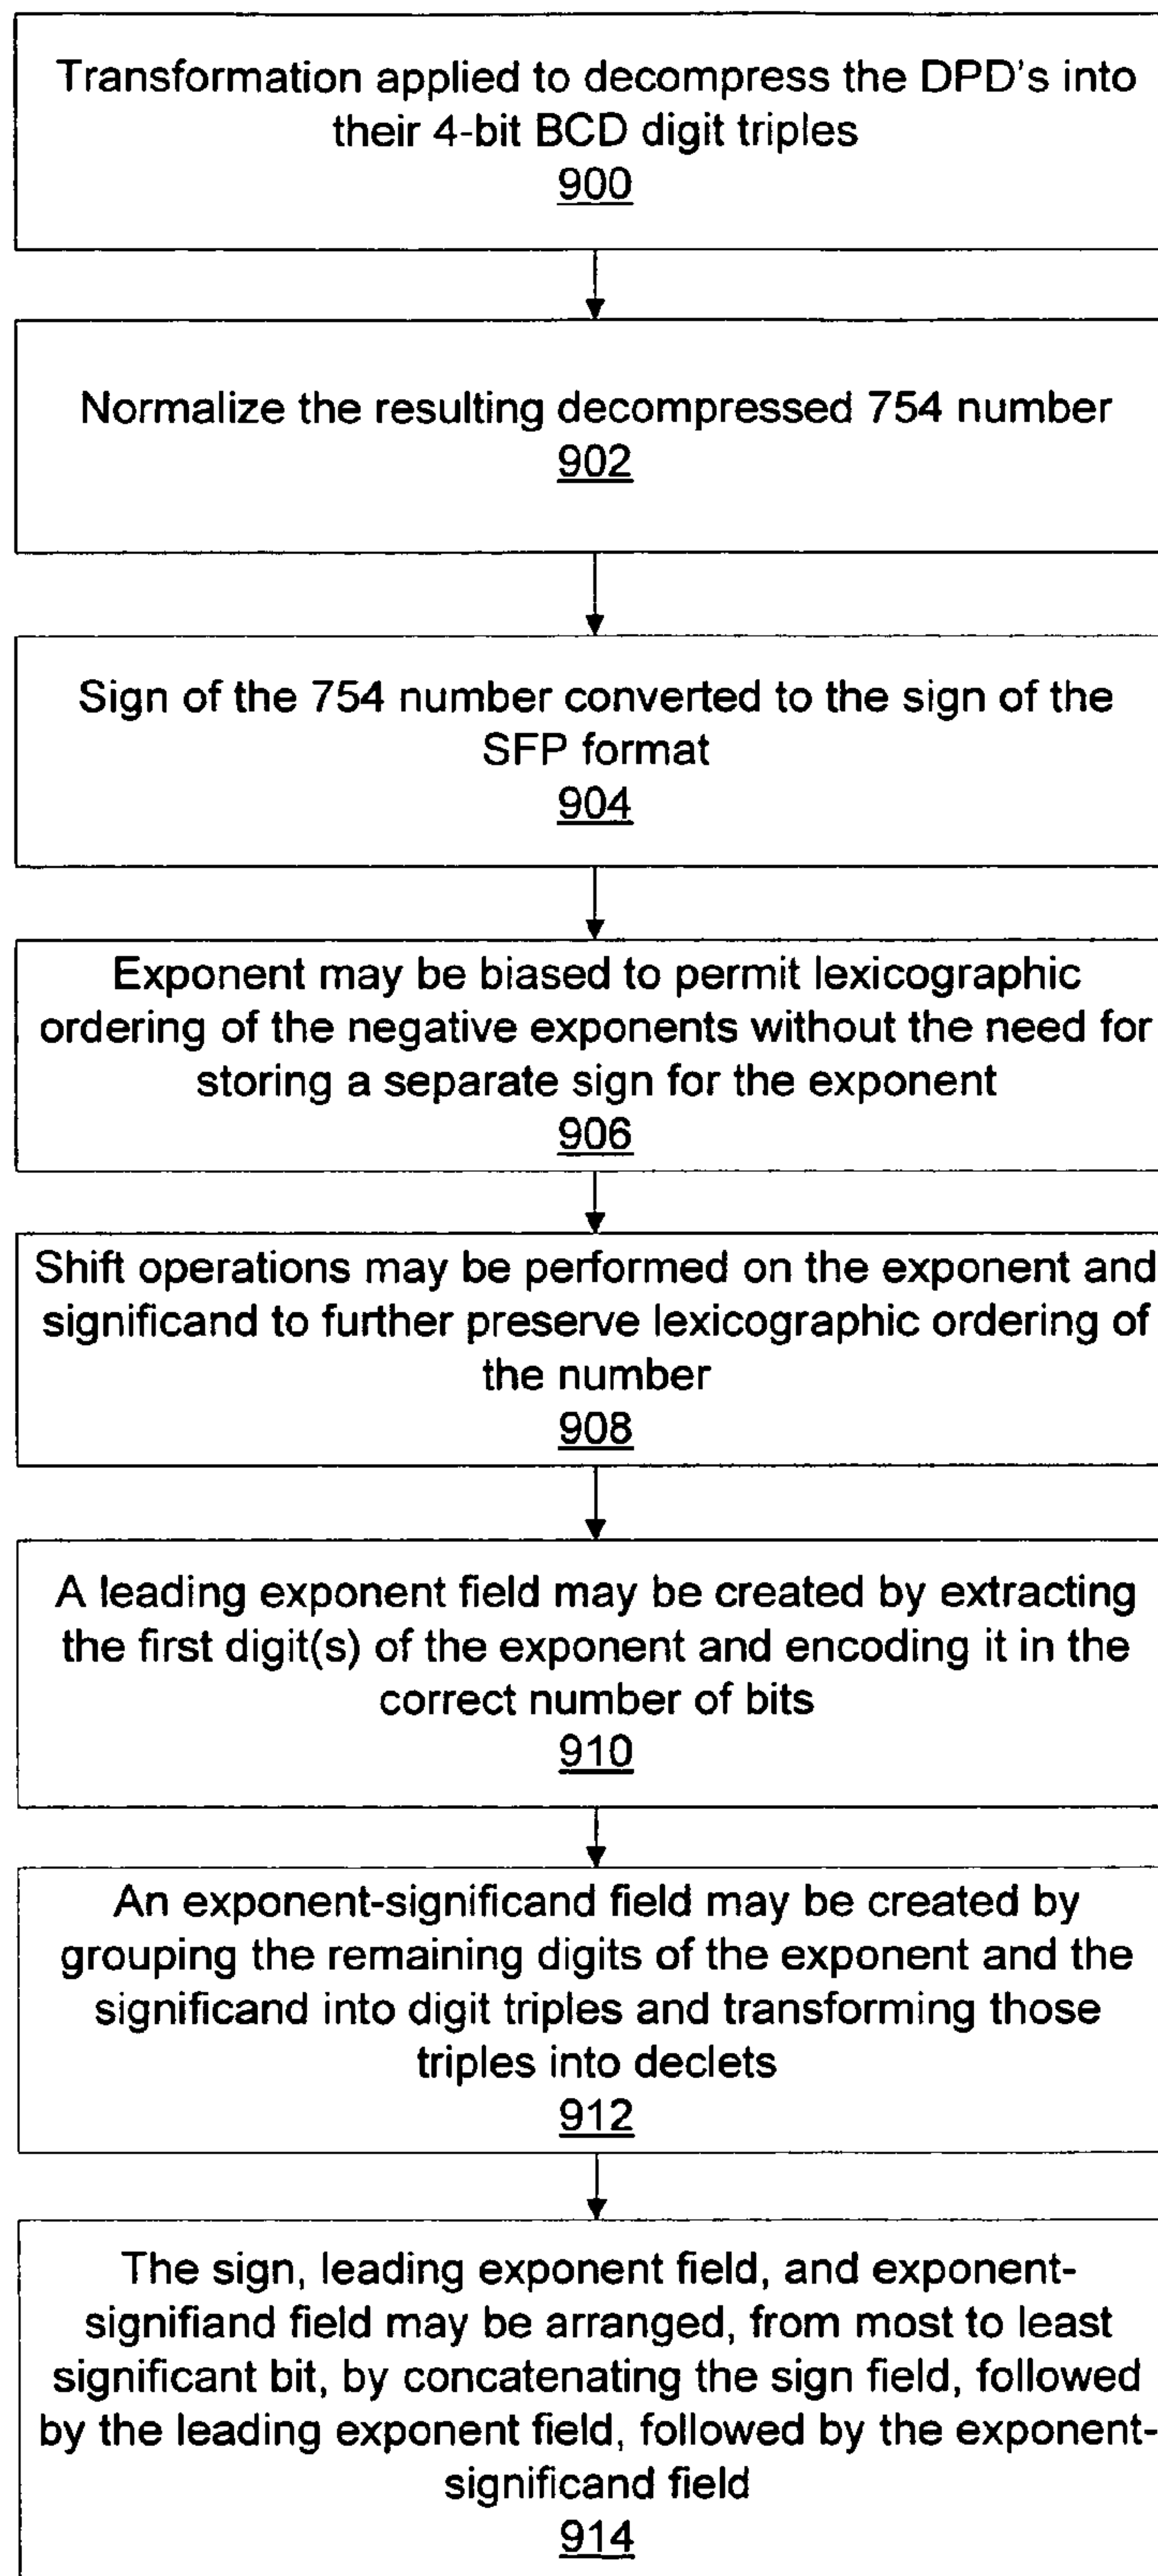 Transformation applied to decompress the DPD's into
their 4-bit BCD digit triples
900
Normalize the resulting decompressed 754 number
902
Sign of the 754 number converted to the sign of the
SFP format
904
Exponent may be biased to permit lexicographic
ordering of the negative exponents without the need for
storing a separate sign for the exponent
906
Shift operations may be performed on the exponent and
significand to further preserve lexicographic ordering of
the number
908
A leading exponent field may be created by extracting
the first digit(s) of the exponent and encoding it in the
correct number of bits
910
An exponent-significand field may be created by
grouping the remaining digits of the exponent and the
significand into digit triples and transforming those
triples into declets
912
The sign, leading exponent field, and exponent-
signifiand field may be arranged, from most to least
significant bit, by concatenating the sign field, followed
by the leading exponent field, followed by the exponent-
significand field
914